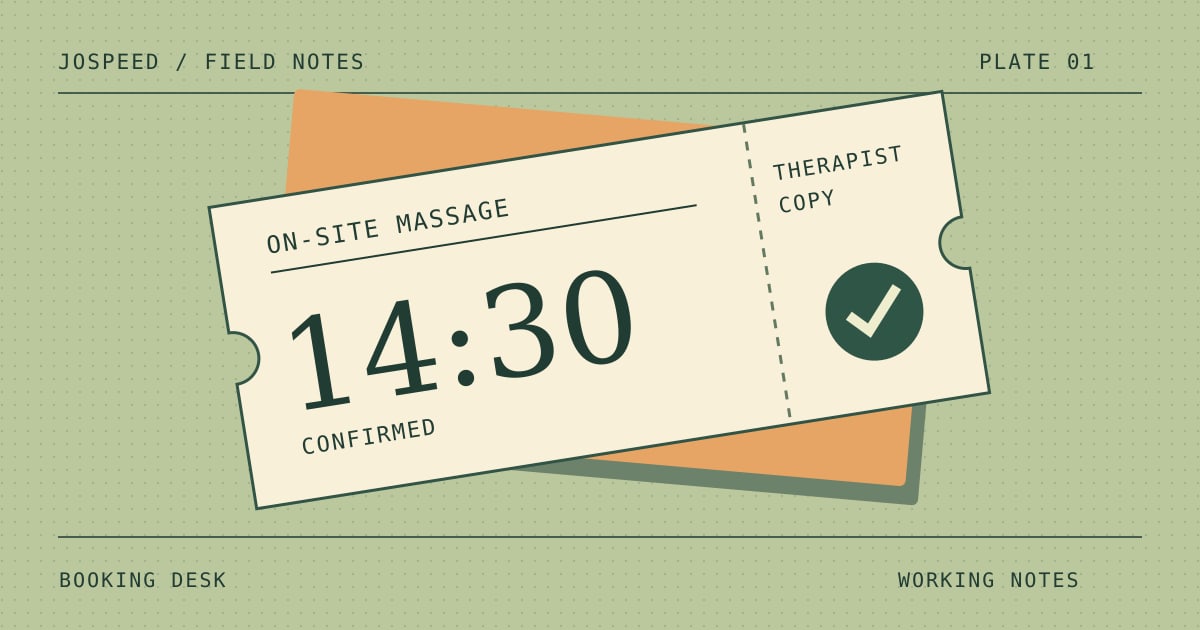 JOSPEED / FIELD NOTES
PLATE 01
ON-SITE MASSAGE
14:30
CONFIRMED
THERAPIST
COPY
BOOKING DESK
WORKING NOTES